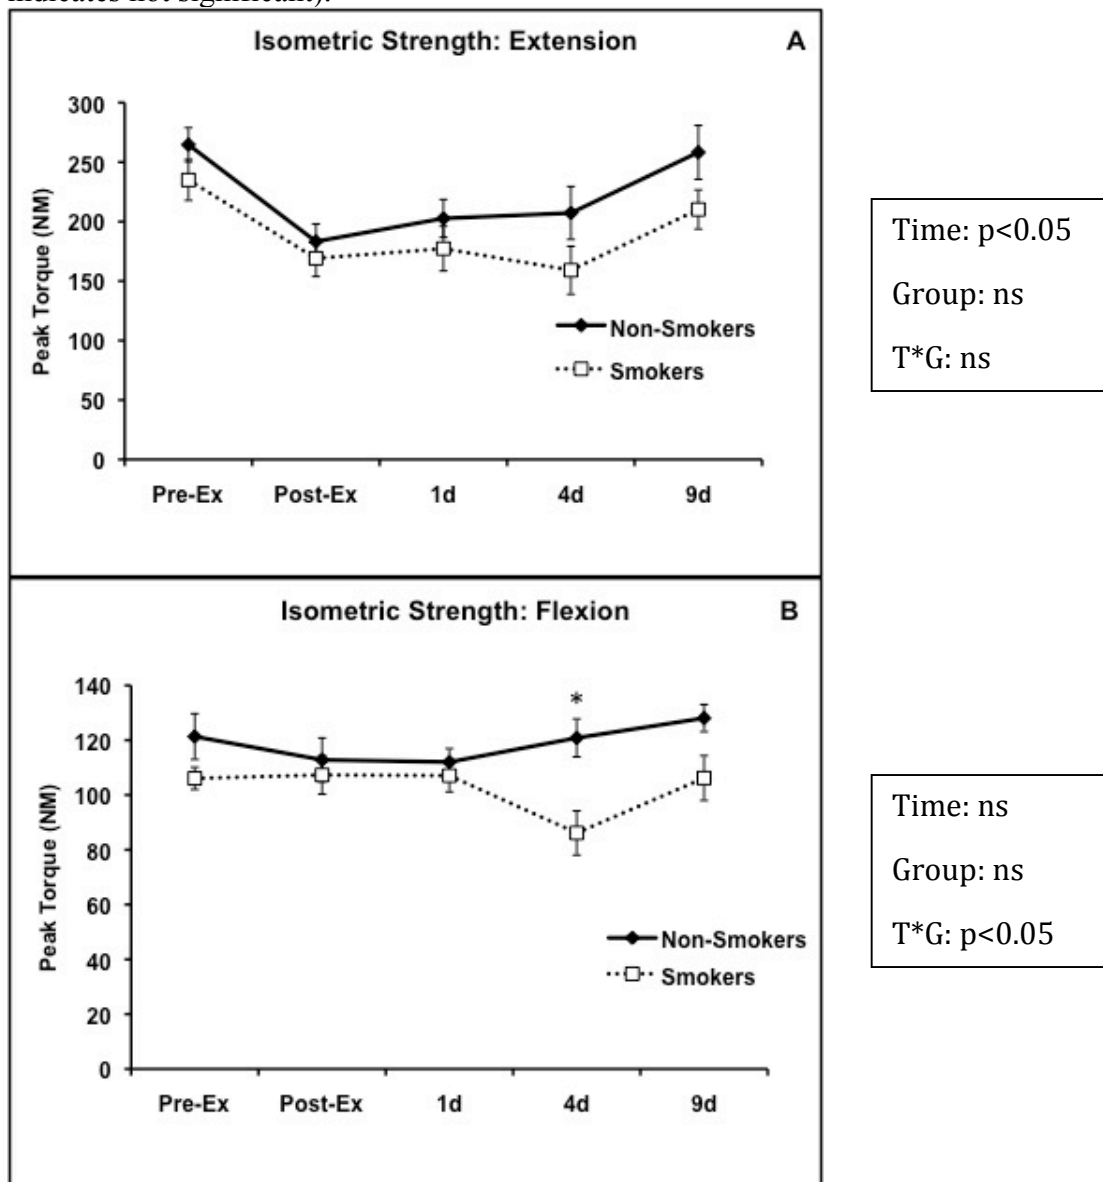 indicates not significant).
Isometric Strength: Extension
A
300
250
200
150
100
50
0
Peak Torque (NM)
Non-Smokers
Smokers
Pre-Ex
Post-Ex
1d
4d
9d
Time: p<0.05
Group: ns
T*G: ns
Isometric Strength: Flexion
B
140
120
100
80
60
40
20
0
Peak Torque (NM)
*
Non-Smokers
Smokers
Pre-Ex
Post-Ex
1d
4d
9d
Time: ns
Group: ns
T*G: p<0.05